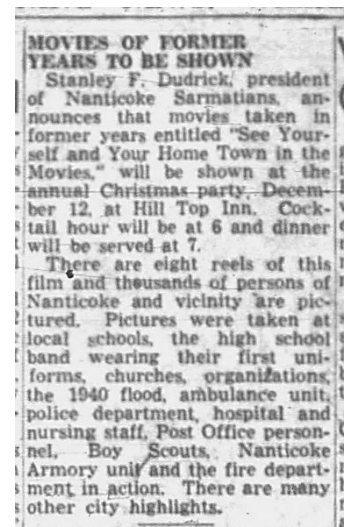 MOVIES OF FORMER
YEARS TO BE SHOWN
Stanley F. Dudrick, president
of Nanticoke Sarmatians, an-
nounces that movies taken in
former years entitled "See Your-
self and Your Home Town in the
Movies," will be shown at the
annual Christmas party, Decem-
ber 12, at Hill Top Inn. Cock-
tail hour will be at 6 and dinner
will be served at 7.
There are eight reels of this
film and thousands of persons of
Nanticoke and vicinity are pic-
tured. Pictures were taken at
local schools, the high school
band wearing their first uni-
forms, churches, organizations,
the 1940 flood, ambulance unit,
police department, hospital and
nursing staff, Post Office person-
nel, Boy Scouts, Nanticoke
Armory unit and the fire depart-
ment in action. There are many
other city highlights.